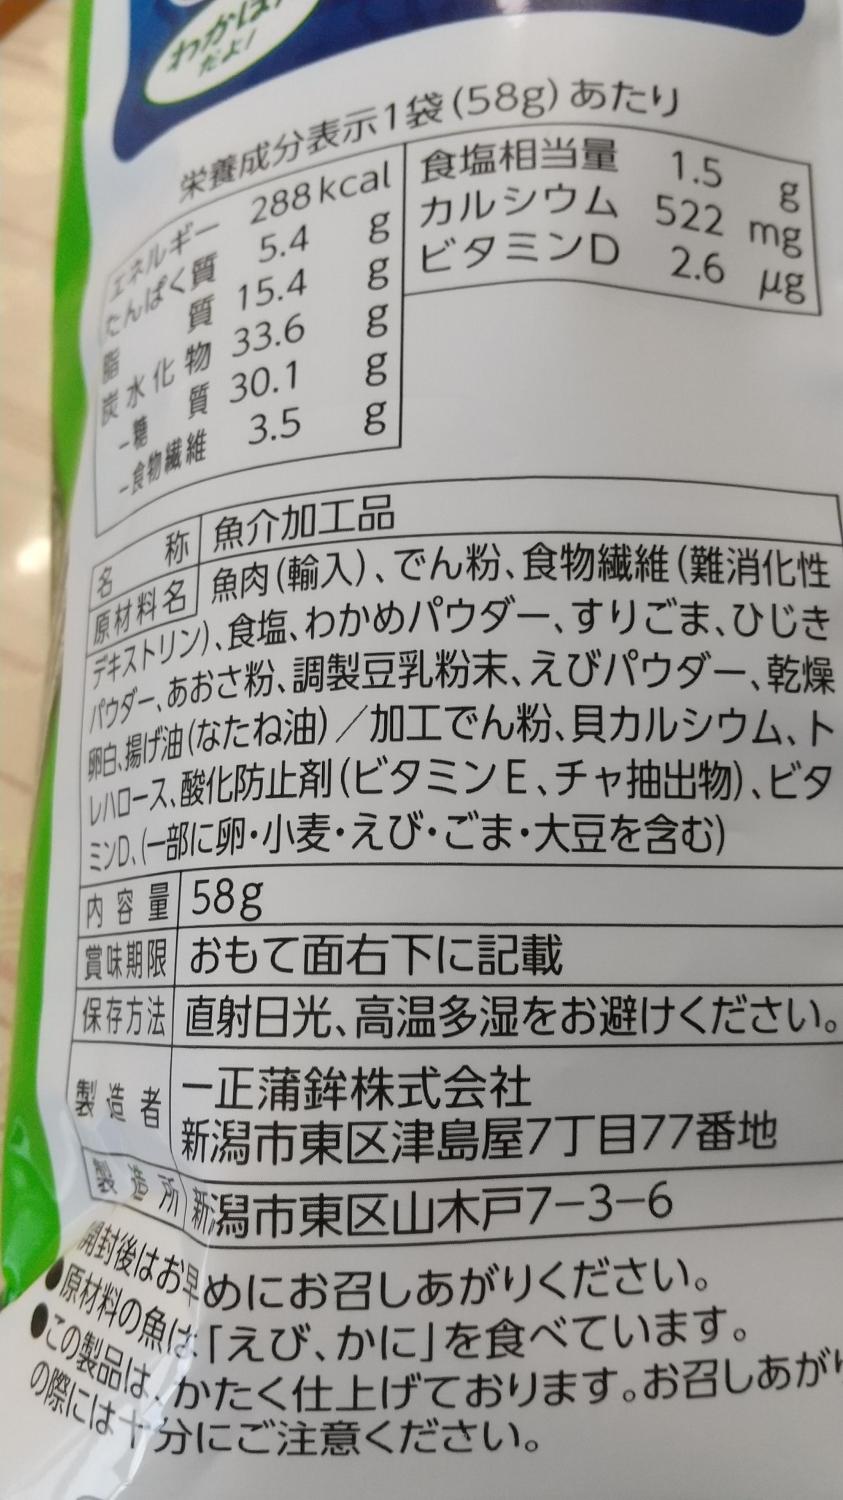 わかば
だよ！
栄養成分表示1袋(58g)あたり
エネルギー 288kcal
たんぱく質 5.4 g
脂質 15.4 g
炭水化物 33.6 g
-糖質 30.1 g
-食物繊維 3.5 g
食塩相当量 1.5 g
カルシウム 522 mg
ビタミンD 2.6 μg
名称 魚介加工品
原材料名 魚肉(輸入)、でん粉、食物繊維(難消化性
デキストリン)、食塩、わかめパウダー、すりごま、ひじき
パウダー、あおさ粉、調製豆乳粉末、えびパウダー、乾燥
卵白、揚げ油(なたね油)／加工でん粉、貝カルシウム、ト
レハロース、酸化防止剤(ビタミンE、チャ抽出物)、ビタ
ミンD、(一部に卵・小麦・えび・ごま・大豆を含む)
内容量 58g
賞味期限 おもて面右下に記載
保存方法 直射日光、高温多湿をお避けください。
製造者 一正蒲鉾株式会社
新潟市東区津島屋7丁目77番地
製造所 新潟市東区山木戸7-3-6
開封後はお早めにお召しあがりください。
●原材料の魚は「えび、かに」を食べています。
●この製品は、かたく仕上げております。お召しあがり
の際には十分にご注意ください。